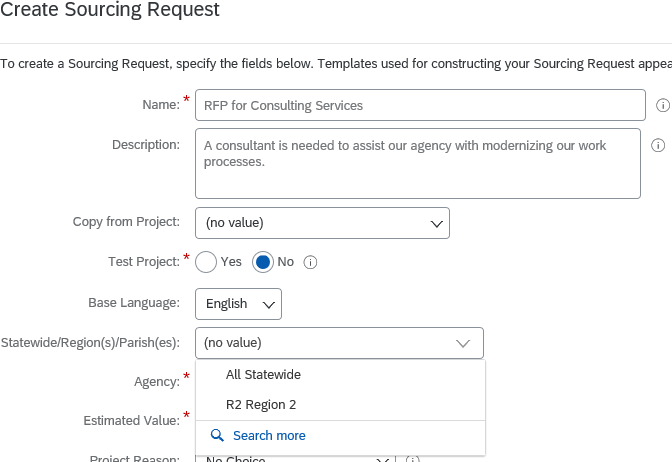 Create Sourcing Request
To create a Sourcing Request, specify the fields below. Templates used for constructing your Sourcing Request appea
Name: * RFP for Consulting Services
Description: A consultant is needed to assist our agency with modernizing our work
processes.
Copy from Project: (no value)
Test Project: * Yes No
Base Language: English
Statewide/Region(s)/Parish(es): (no value)
All Statewide
Agency: *
R2 Region 2
Estimated Value: *
Search more
Project Reason: No Choice